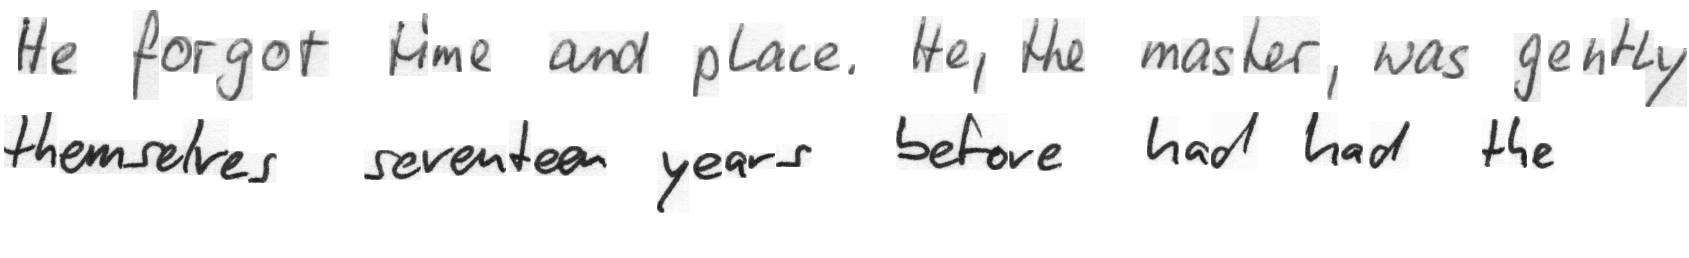 He forgot time and place. He, the master, was gently
themselves seventeen years before had had the